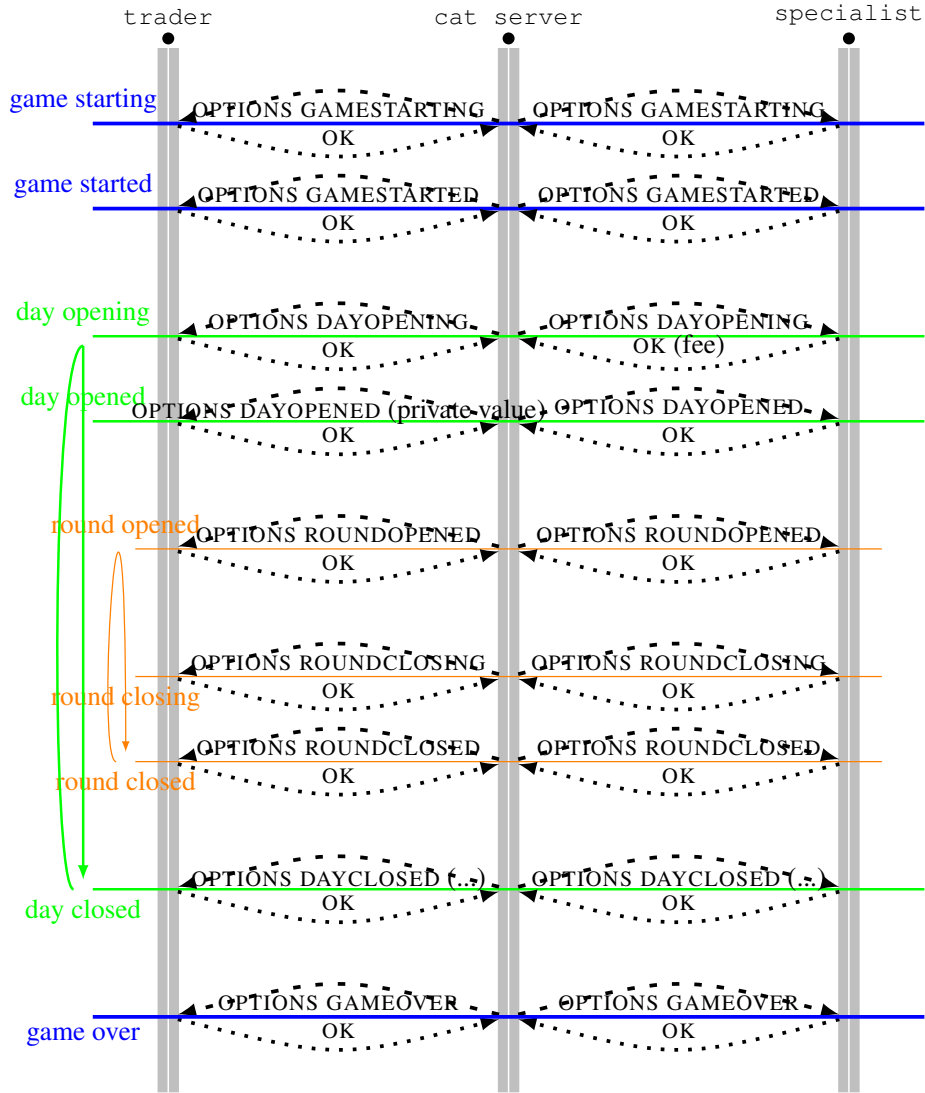 trader cat server specialist
game starting OPTIONS GAMESTARTING OPTIONS GAMESTARTING
OK OK
game started OPTIONS GAMESTARTED OPTIONS GAMESTARTED
OK OK
day opening OPTIONS DAYOPENING OPTIONS DAYOPENING
OK OK (fee)
day opened OPTIONS DAYOPENED (private value) OPTIONS DAYOPENED
OK OK
round opened OPTIONS ROUNDOPENED OPTIONS ROUNDOPENED
OK OK
OPTIONS ROUNDCLOSING OPTIONS ROUNDCLOSING
round closing OK OK
OPTIONS ROUNDCLOSED OPTIONS ROUNDCLOSED
round closed OK OK
OPTIONS DAYCLOSED (...) OPTIONS DAYCLOSED (...)
day closed OK OK
OPTIONS GAMEOVER OPTIONS GAMEOVER
game over OK OK